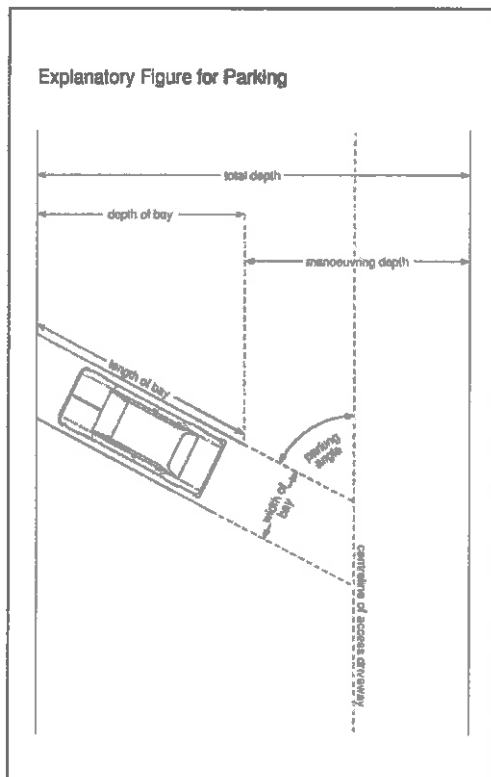 Explanatory Figure for Parking
total depth
depth of bay
manoeuvring depth
length of bay
parking
angle
width of
bay
centreline of access driveway